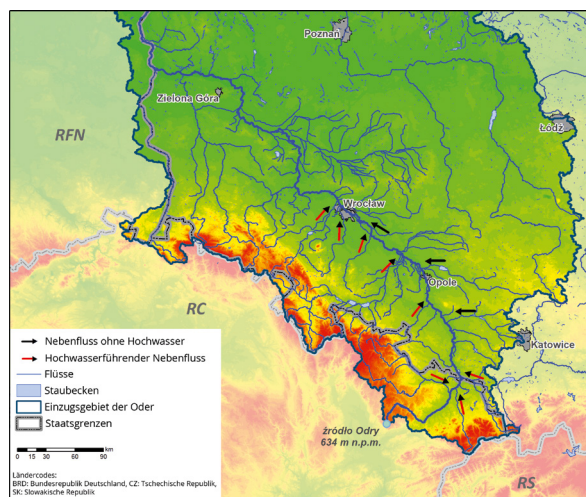 Poznań
Zielona Góra
RFN
Łódź
Wrocław
Opole
RC
Katowice
Nebenfluss ohne Hochwasser
Hochwasserführender Nebenfluss
Flüsse
Staubecken
Einzugsgebiet der Oder
Staatsgrenzen
źródło Odry
634 m n.p.m.
0 15 30 60 90
km
RS
Ländercodes:
BRD: Bundesrepublik Deutschland, CZ: Tschechische Republik,
SK: Slowakische Republik